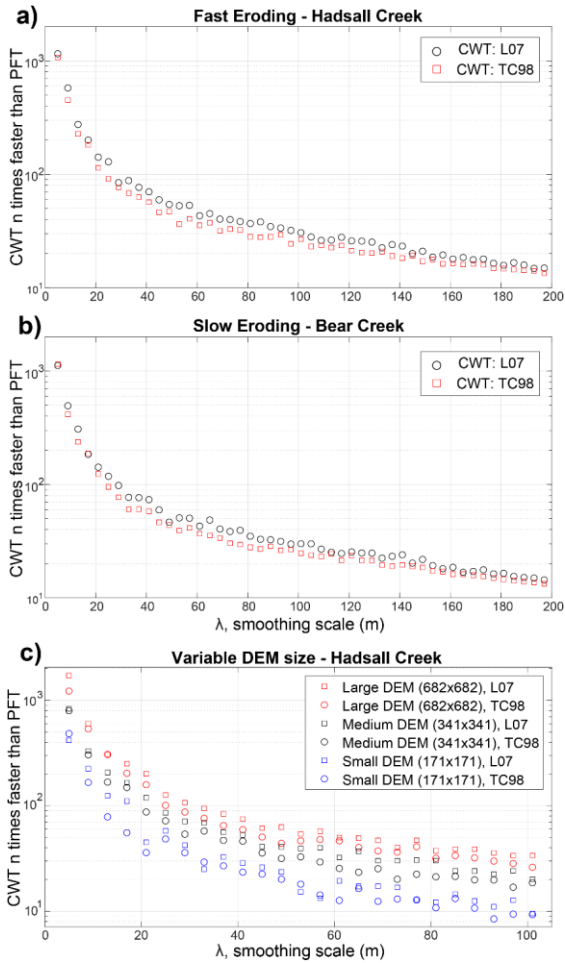 a)
Fast Eroding - Hadsall Creek
CWT n times faster than PFT
10³
10²
10¹
CWT: L07
CWT: TC98
20 40 60 80 100 120 140 160 180 200
b)
Slow Eroding - Bear Creek
CWT n times faster than PFT
10³
10²
10¹
CWT: L07
CWT: TC98
0 20 40 60 80 100 120 140 160 180 200
λ, smoothing scale (m)
c)
Variable DEM size - Hadsall Creek
CWT n times faster than PFT
10³
10²
10¹
Large DEM (682x682), L07
Large DEM (682x682), TC98
Medium DEM (341x341), L07
Medium DEM (341x341), TC98
Small DEM (171x171), L07
Small DEM (171x171), TC98
0 20 40 60 80 100
λ, smoothing scale (m)